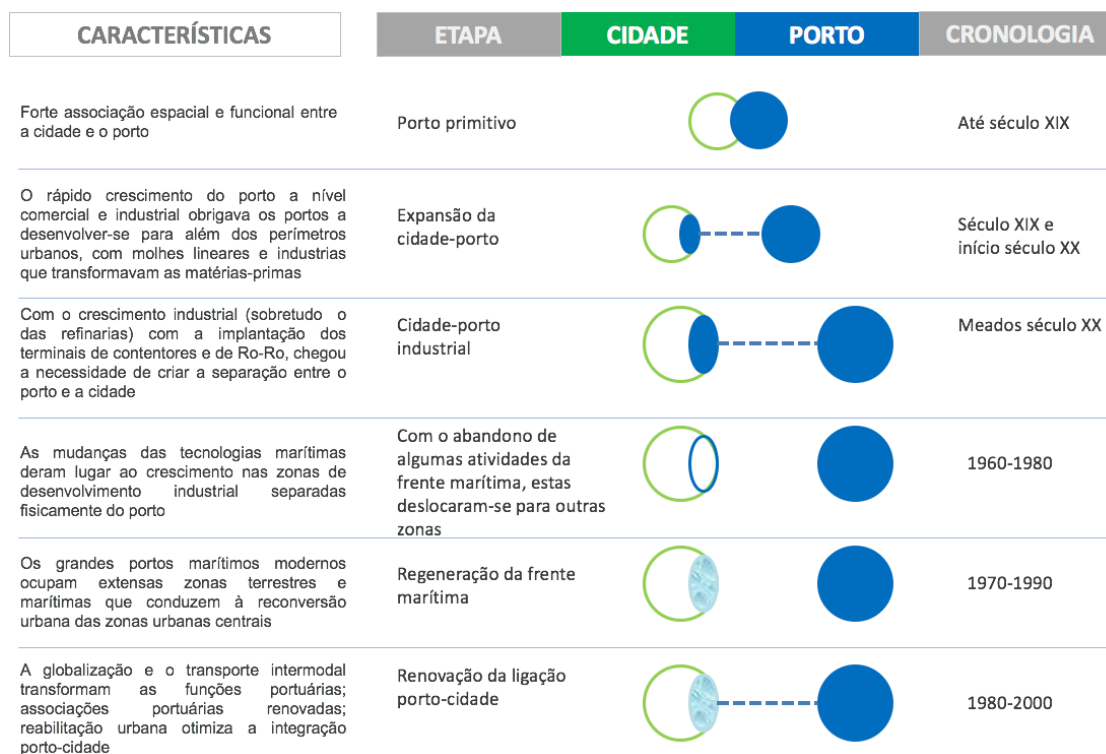 CARACTERÍSTICAS
ETAPA
CIDADE
PORTO
CRONOLOGIA
Forte associação espacial e funcional entre
a cidade e o porto
Porto primitivo
Até século XIX
O rápido crescimento do porto a nível
comercial e industrial obrigava os portos a
desenvolver-se para além dos perímetros
urbanos, com molhes lineares e industrias
que transformavam as matérias-primas
Expansão da
cidade-porto
Século XIX e
início século XX
Com o crescimento industrial (sobretudo o
das refinarias) com a implantação dos
terminais de contentores e de Ro-Ro, chegou
a necessidade de criar a separação entre o
porto e a cidade
Cidade-porto
industrial
Meados século XX
As mudanças das tecnologias marítimas
deram lugar ao crescimento nas zonas de
desenvolvimento industrial separadas
fisicamente do porto
Com o abandono de
algumas atividades da
frente marítima, estas
deslocaram-se para outras
zonas
1960-1980
Os grandes portos marítimos modernos
ocupam extensas zonas terrestres e
marítimas que conduzem à reconversão
urbana das zonas urbanas centrais
Regeneração da frente
marítima
1970-1990
A globalização e o transporte intermodal
transformam as funções portuárias;
associações portuárias renovadas;
reabilitação urbana otimiza a integração
porto-cidade
Renovação da ligação
porto-cidade
1980-2000